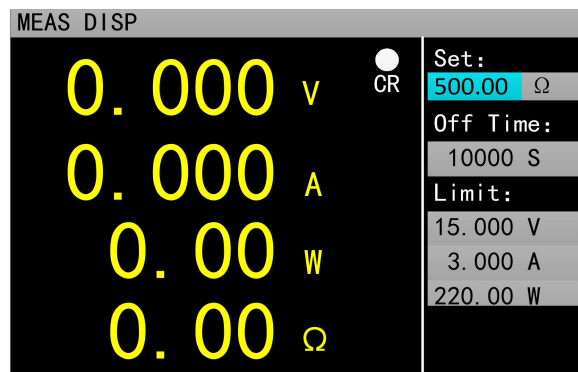 MEAS DISP
0.000 V
CR
0.000 A
0.00 W
0.00 Ω
Set:
500.00 Ω
Off Time:
10000 S
Limit:
15.000 V
3.000 A
220.00 W